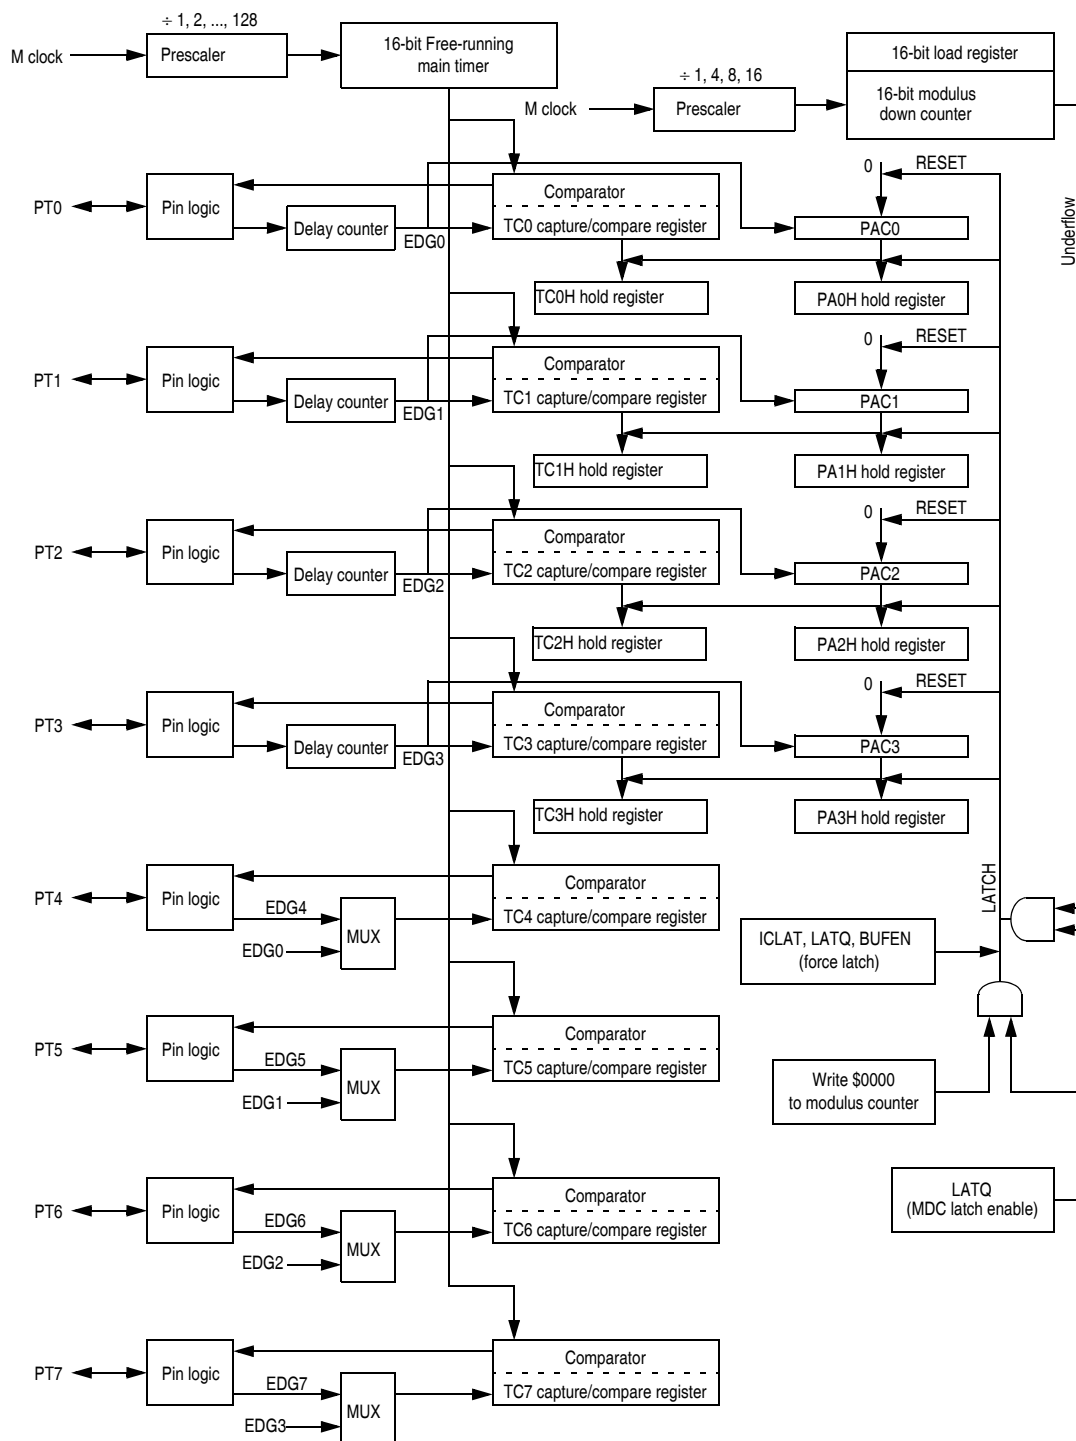 ÷ 1, 2, ..., 128
M clock
Prescaler
16-bit Free-running
main timer
16-bit load register
÷ 1, 4, 8, 16
M clock
Prescaler
16-bit modulus
down counter
Underflow
PT0
Pin logic
Delay counter
EDG0
Comparator
TC0 capture/compare register
0
RESET
PAC0
TC0H hold register
PA0H hold register
PT1
Pin logic
Delay counter
EDG1
Comparator
TC1 capture/compare register
0
RESET
PAC1
TC1H hold register
PA1H hold register
PT2
Pin logic
Delay counter
EDG2
Comparator
TC2 capture/compare register
0
RESET
PAC2
TC2H hold register
PA2H hold register
PT3
Pin logic
Delay counter
EDG3
Comparator
TC3 capture/compare register
0
RESET
PAC3
TC3H hold register
PA3H hold register
LATCH
PT4
Pin logic
EDG4
EDG0
MUX
Comparator
TC4 capture/compare register
ICLAT, LATQ, BUFEN
(force latch)
PT5
Pin logic
EDG5
EDG1
MUX
Comparator
TC5 capture/compare register
Write $0000
to modulus counter
PT6
Pin logic
EDG6
EDG2
MUX
Comparator
TC6 capture/compare register
LATQ
(MDC latch enable)
PT7
Pin logic
EDG7
EDG3
MUX
Comparator
TC7 capture/compare register